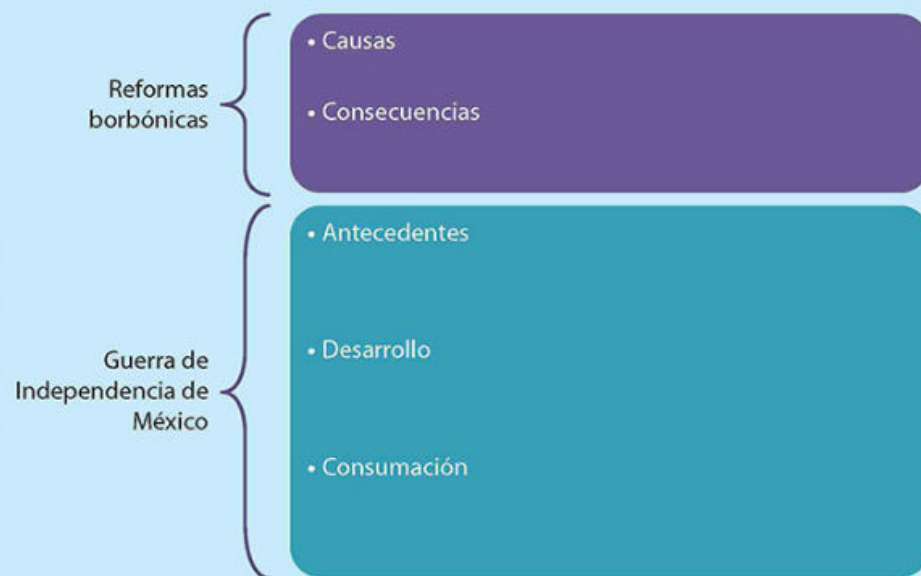 Reformas
borbónicas
• Causas
• Consecuencias
Guerra de
Independencia de
México
• Antecedentes
• Desarrollo
• Consumación